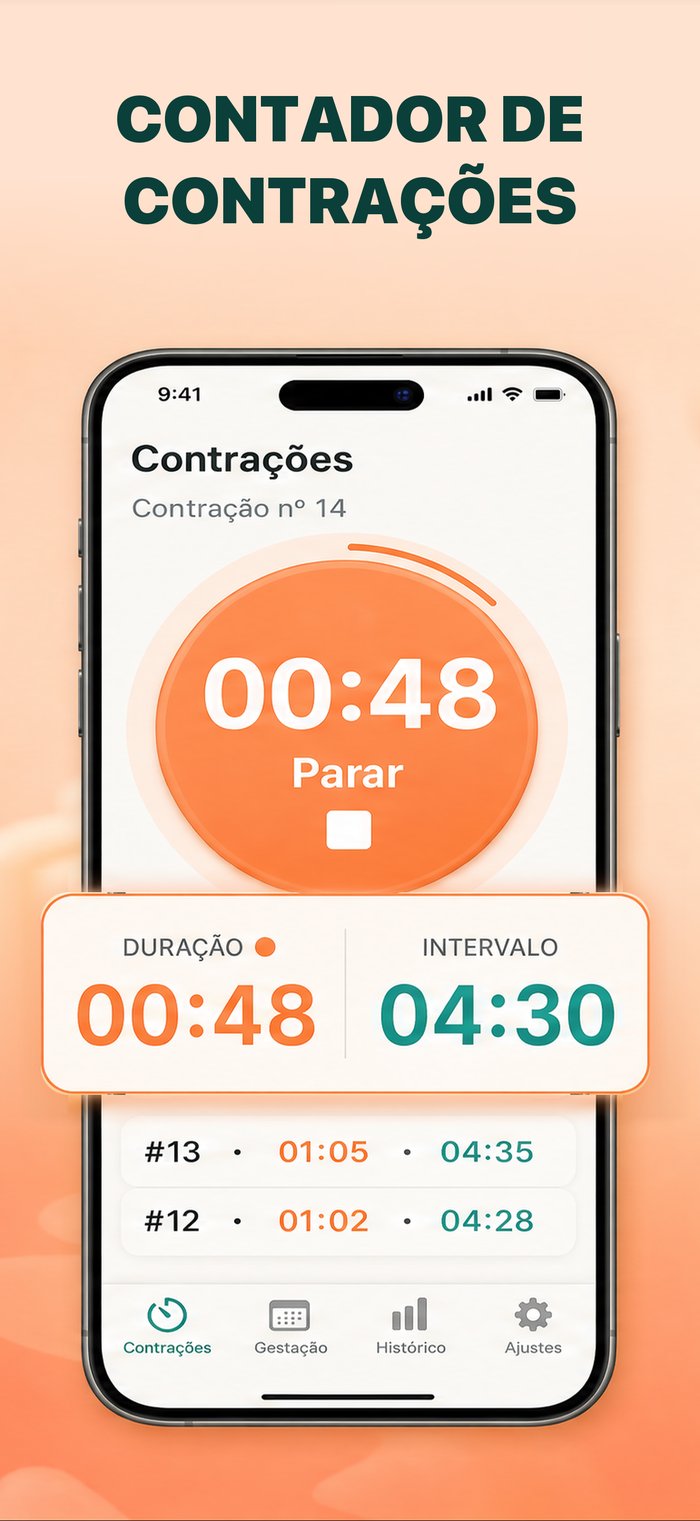 CONTADOR DE
CONTRAÇÕES
9:41
Contrações
Contração nº 14
00:48
Parar
DURAÇÃO INTERVALO
00:48 04:30
#13 • 01:05 • 04:35
#12 • 01:02 • 04:28
Contrações Gestação Histórico Ajustes